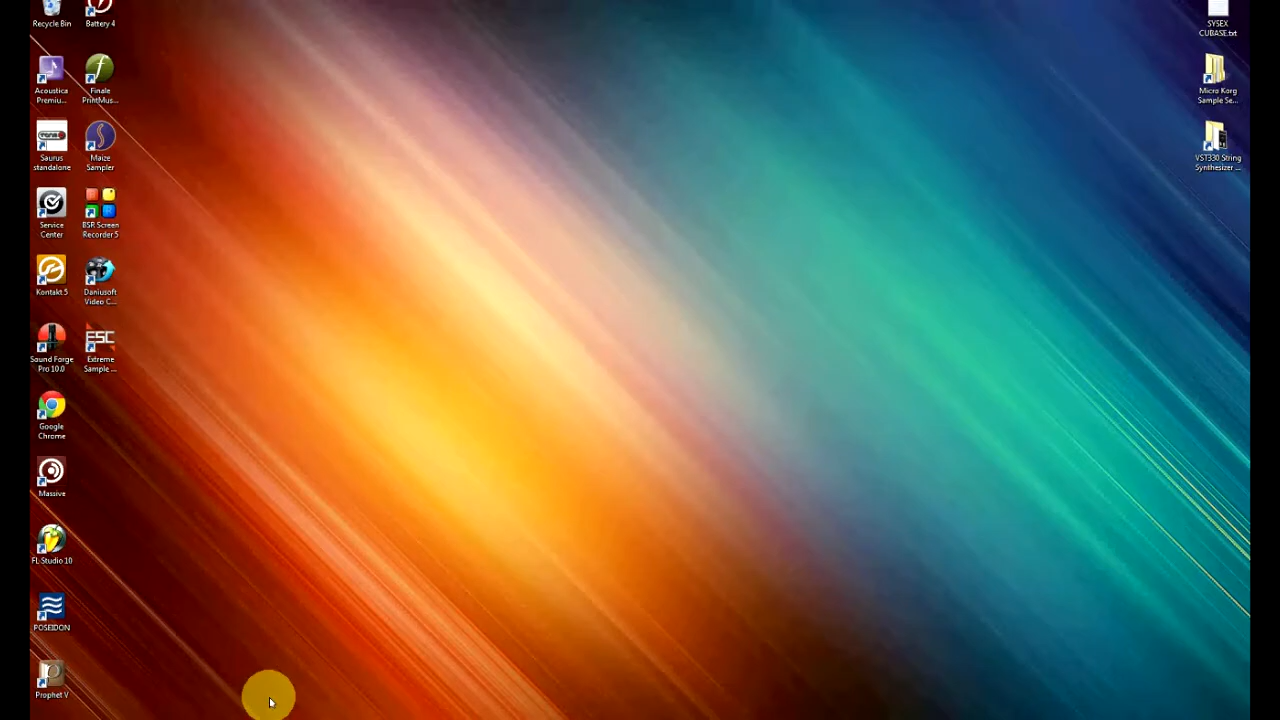 Recycle Bin
Battery 4
Acoustica
Premiu...
Finale
PrintMus...
Saurus
standalone
Maize
Sampler
Service
Center
BSR Screen
Recorder 5
Kontakt 5
Daniusoft
Video C...
Sound Forge
Pro 10.0
ESC
Extreme
Sample ...
Google
Chrome
Massive
FL Studio 10
POSEIDON
Prophet V
SYSEX
CUBASE.txt
Micro Korg
Sample Se...
VST330 String
Synthesizer ...